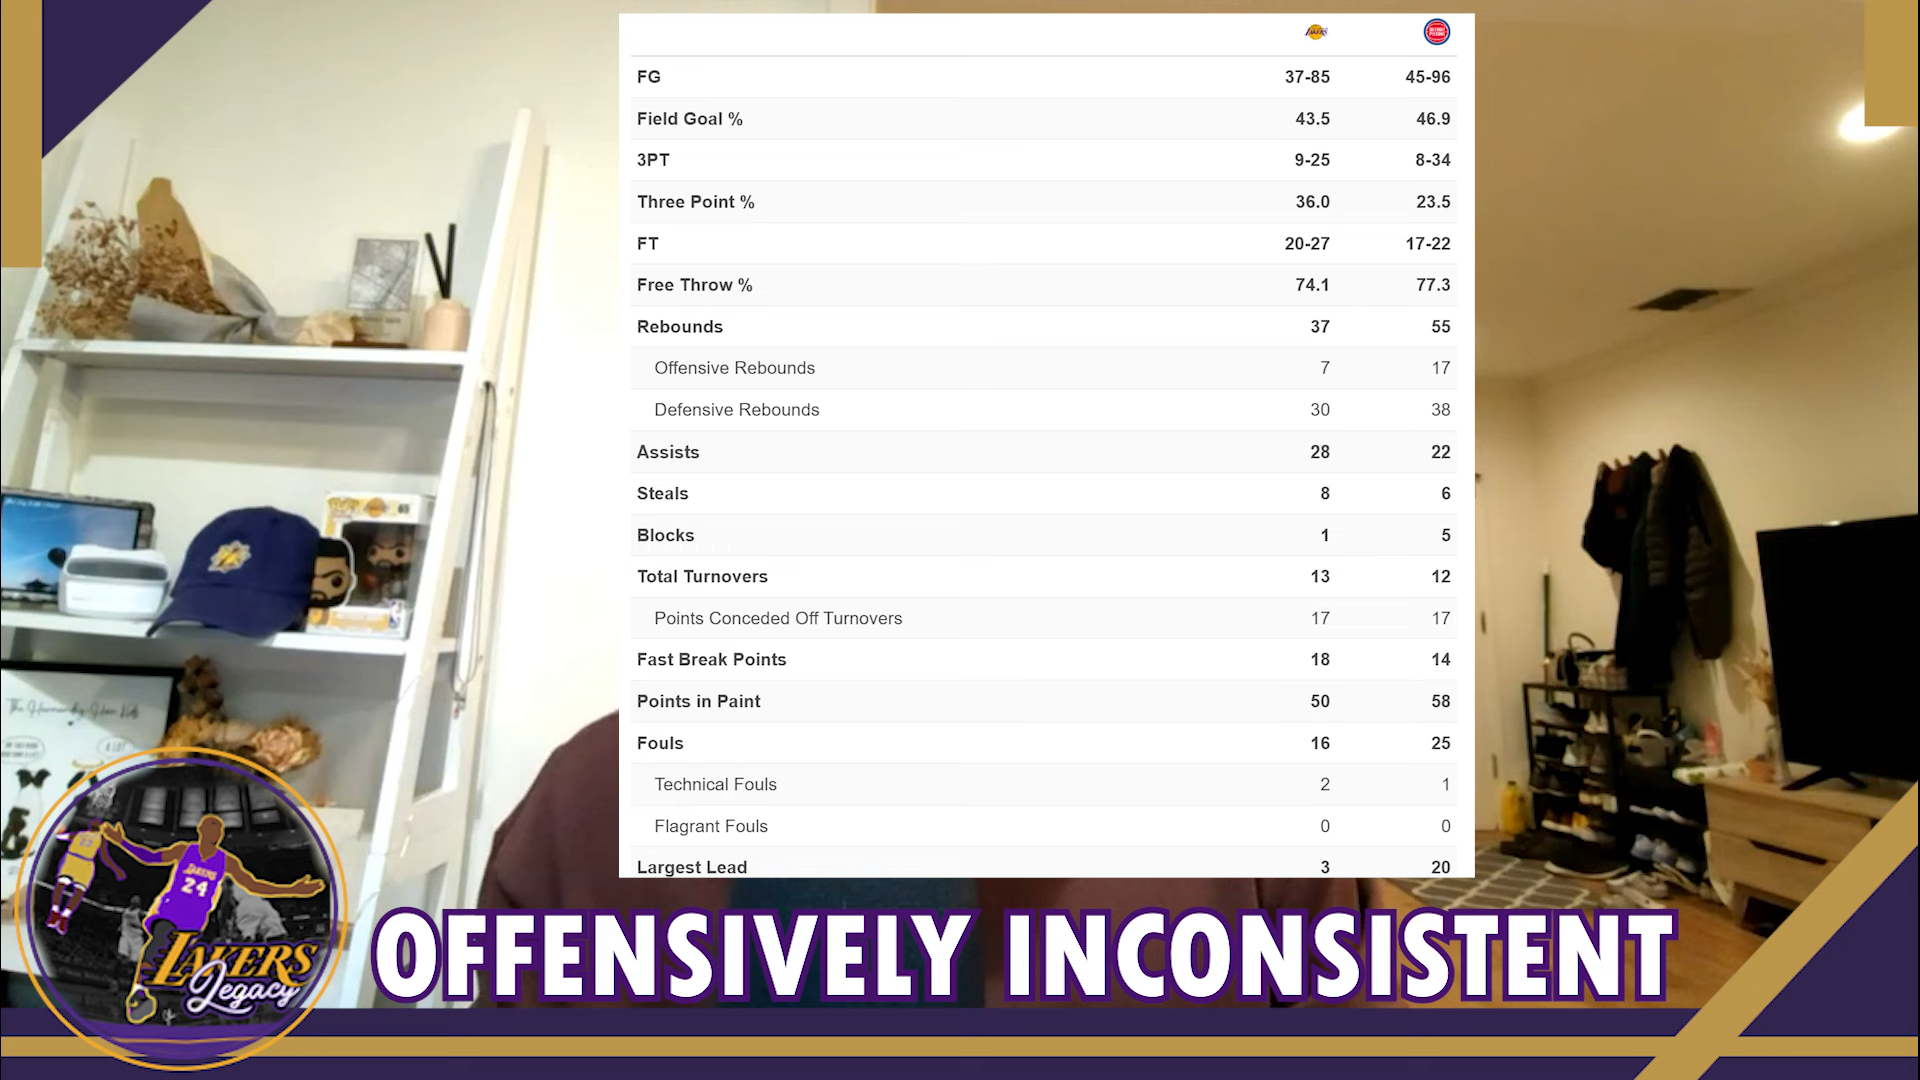 LAKERS
DETROIT PISTONS
FG 37-85 45-96
Field Goal % 43.5 46.9
3PT 9-25 8-34
Three Point % 36.0 23.5
FT 20-27 17-22
Free Throw % 74.1 77.3
Rebounds 37 55
Offensive Rebounds 7 17
Defensive Rebounds 30 38
Assists 28 22
Steals 8 6
Blocks 1 5
Total Turnovers 13 12
Points Conceded Off Turnovers 17 17
Fast Break Points 18 14
Points in Paint 50 58
Fouls 16 25
Technical Fouls 2 1
Flagrant Fouls 0 0
Largest Lead 3 20
A LOT
LAKERS
24
LAKERS
Legacy
OFFENSIVELY INCONSISTENT